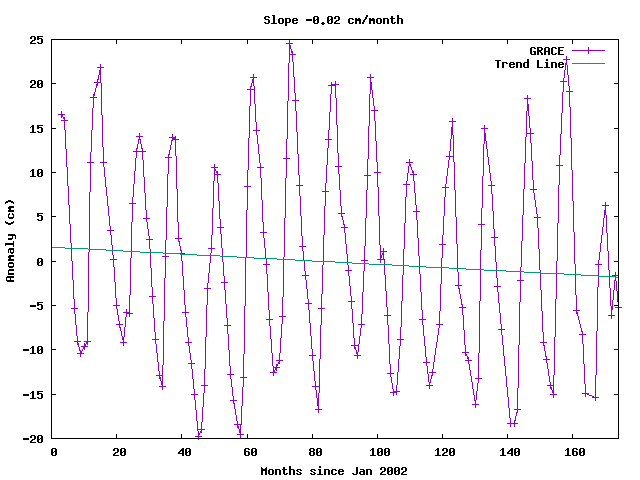 Slope -0.02 cm/month
GRACE
Trend Line
25
20
15
10
5
0
-5
-10
-15
-20
Anomaly (cm)
0 20 40 60 80 100 120 140 160
Months since Jan 2002